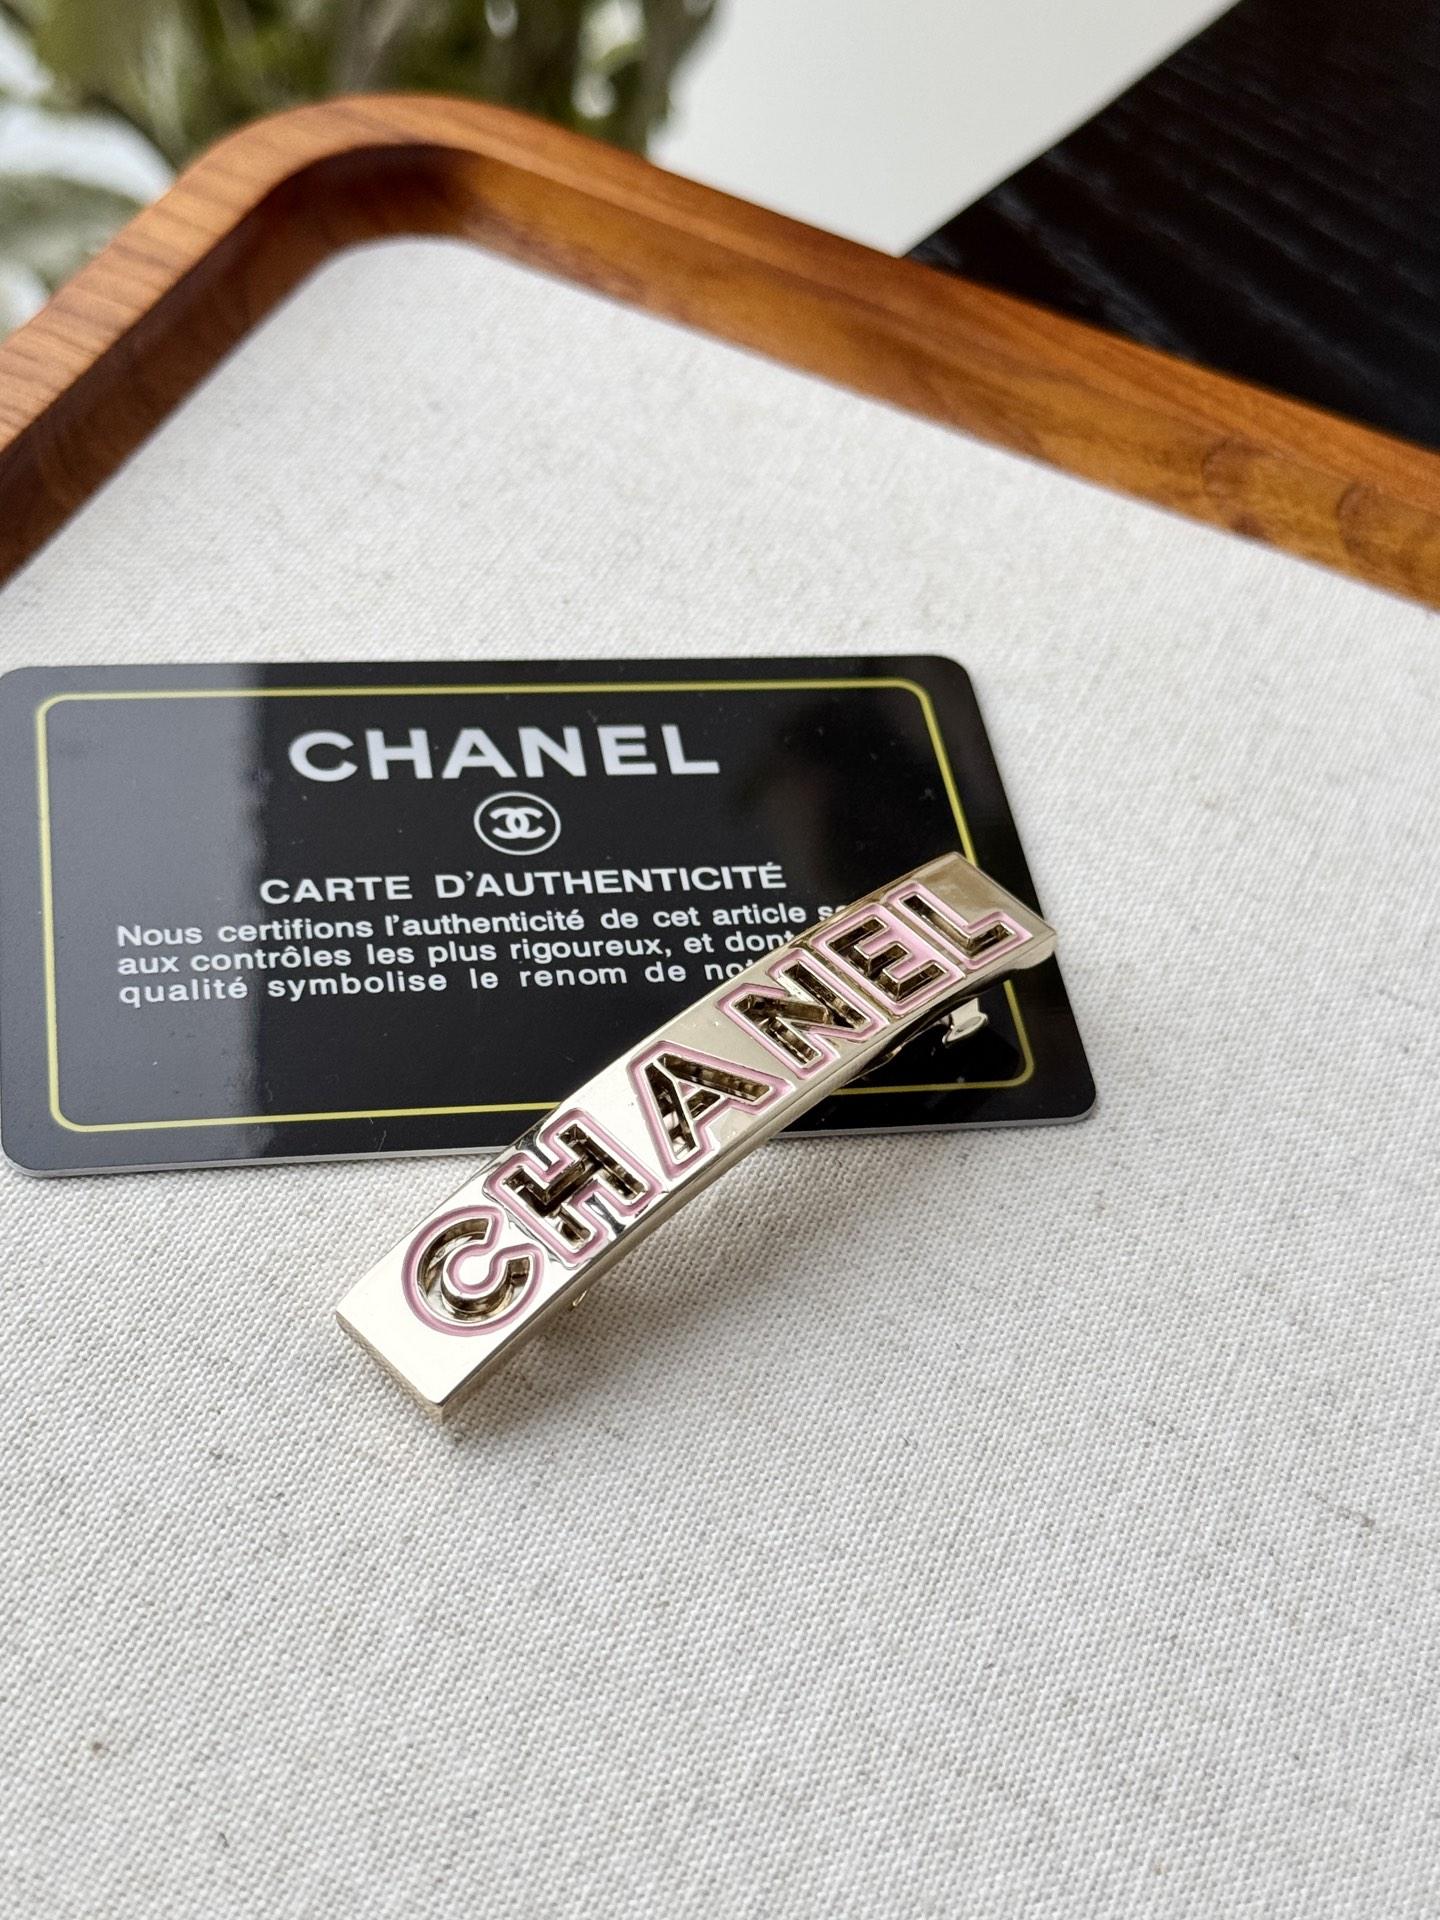 CHANEL
CARTE D'AUTHENTICITÉ
Nous certifions l'authenticité de cet article
aux contrôles les plus rigoureux, et dont
qualité symbolise le renom de
CHANEL